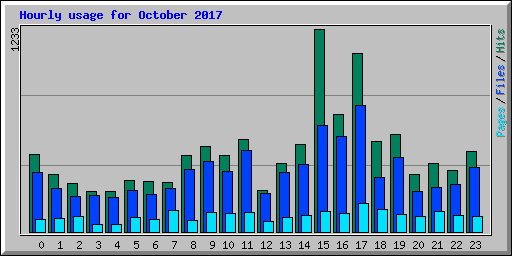 Hourly usage for October 2017
1233
Pages / Files / Hits
0 1 2 3 4 5 6 7 8 9 10 11 12 13 14 15 16 17 18 19 20 21 22 23